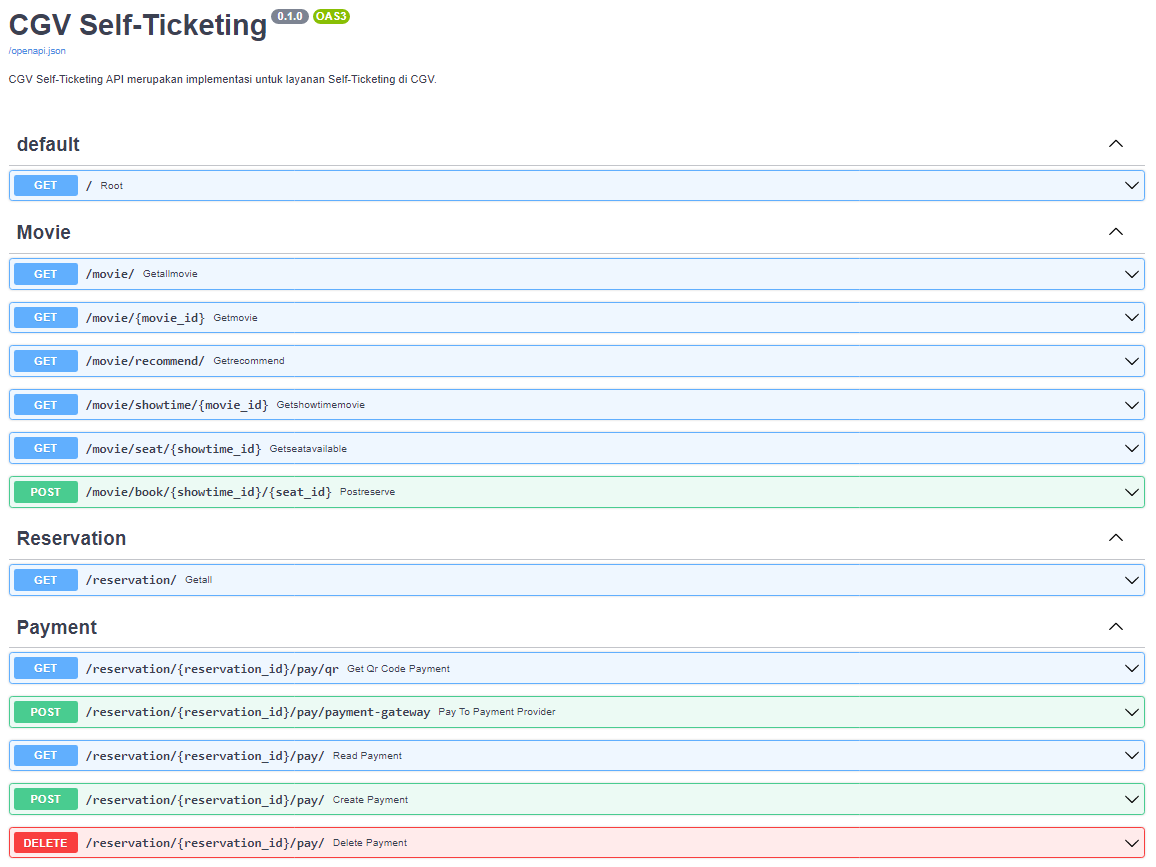 CGV Self-Ticketing 0.1.0 OAS3
/openapi.json
CGV Self-Ticketing API merupakan implementasi untuk layanan Self-Ticketing di CGV.
default
GET / Root
Movie
GET /movie/ Getallmovie
GET /movie/{movie_id} Getmovie
GET /movie/recommend/ Getrecommend
GET /movie/showtime/{movie_id} Getshowtimemovie
GET /movie/seat/{showtime_id} Getseatavailable
POST /movie/book/{showtime_id}/{seat_id} Postreserve
Reservation
GET /reservation/ Getall
Payment
GET /reservation/{reservation_id}/pay/qr Get Qr Code Payment
POST /reservation/{reservation_id}/pay/payment-gateway Pay To Payment Provider
GET /reservation/{reservation_id}/pay/ Read Payment
POST /reservation/{reservation_id}/pay/ Create Payment
DELETE /reservation/{reservation_id}/pay/ Delete Payment